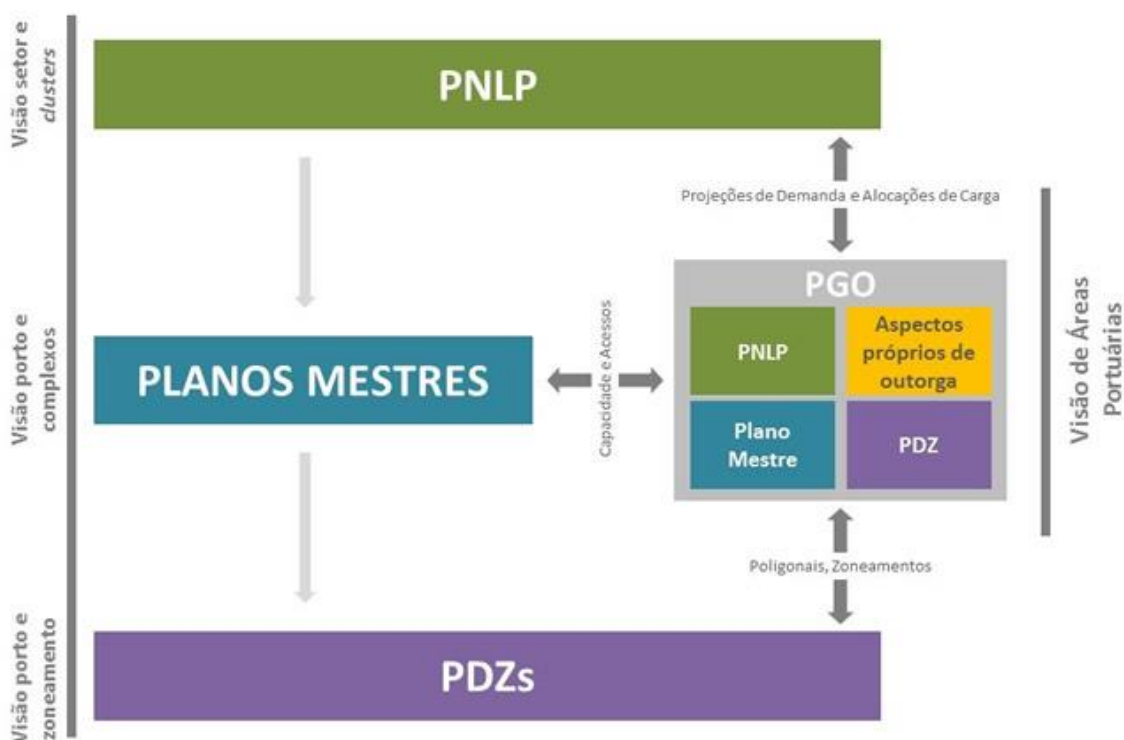 Visão setor e
clusters
PNLP
Projeções de Demanda e Alocações de Carga
Visão porto e
complexos
PLANOS MESTRES
Capacidade e Acessos
PGO
PNLP
Aspectos
próprios de
outorga
Plano
Mestre
PDZ
Visão de Áreas
Portuárias
Poligonais, Zoneamentos
Visão porto e
zoneamento
PDZs